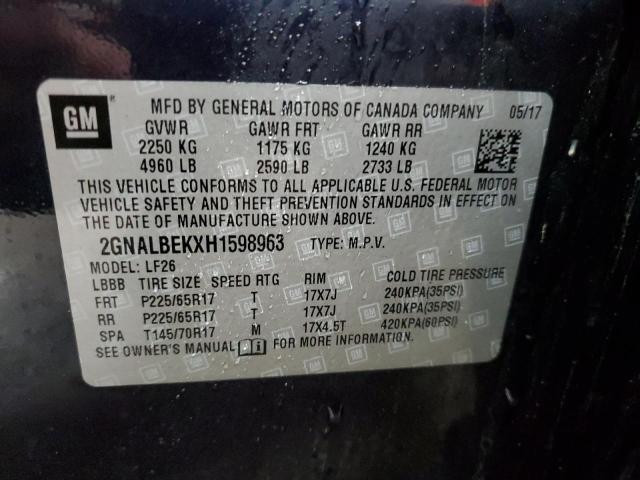 GM
MFD BY GENERAL MOTORS OF CANADA COMPANY 05/17
GVWR GAWR FRT GAWR RR
2250 KG 1175 KG 1240 KG
4960 LB 2590 LB 2733 LB
THIS VEHICLE CONFORMS TO ALL APPLICABLE U.S. FEDERAL MOTOR
VEHICLE SAFETY AND THEFT PREVENTION STANDARDS IN EFFECT ON
THE DATE OF MANUFACTURE SHOWN ABOVE.
2GNALBEKXH1598963 TYPE: M.P.V.
MODEL: LF26
LBBB TIRE SIZE SPEED RTG RIM COLD TIRE PRESSURE
FRT P225/65R17 T 17X7J 240KPA(35PSI)
RR P225/65R17 T 17X7J 240KPA(35PSI)
SPA T145/70R17 M 17X4.5T 420KPA(60PSI)
SEE OWNER'S MANUAL FOR MORE INFORMATION.